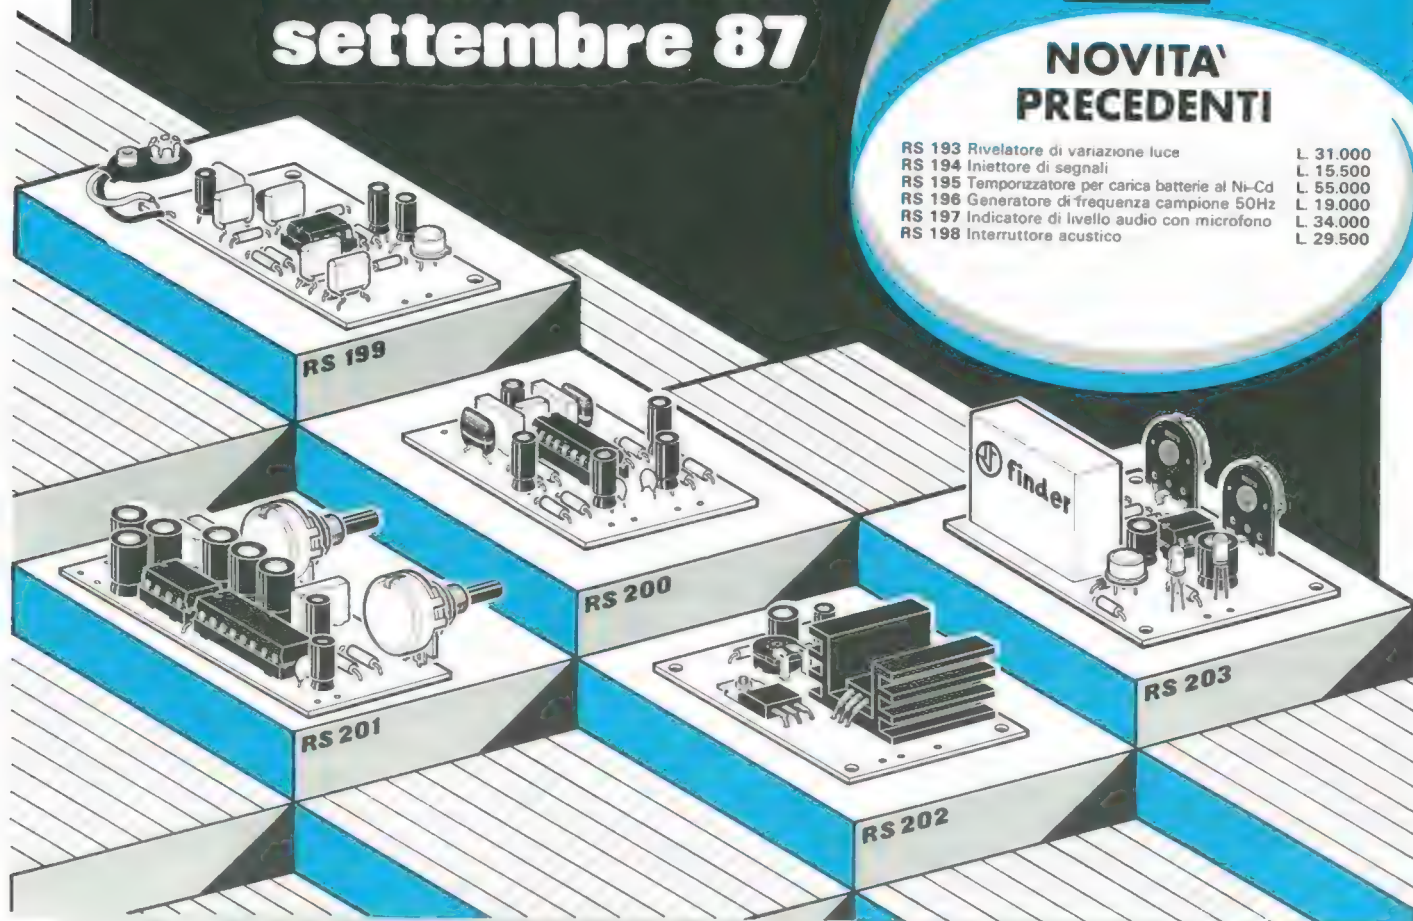 settembre 87
NOVITA'
PRECEDENTI
RS 193 Rivelatore di variazione luce L. 31.000
RS 194 Iniettore di segnali L. 15.500
RS 195 Temporizzatore per carica batterie al Ni-Cd L. 55.000
RS 196 Generatore di frequenza campione 50Hz L. 19.000
RS 197 Indicatore di livello audio con microfono L. 34.000
RS 198 Interruttore acustico L. 29.500
RS 199
finder
RS 200
RS 203
RS 201
RS 202